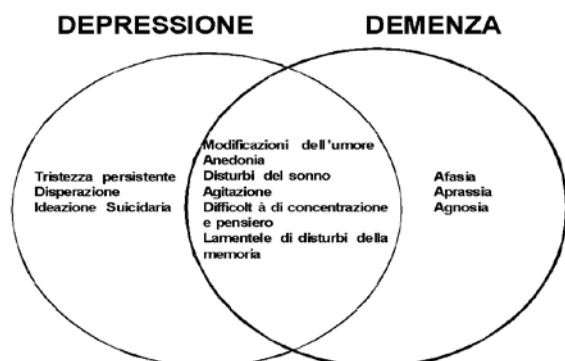 DEPRESSIONE
DEMENZA
Tristezza persistente
Disperazione
Ideazione Suicidaria
Modificazioni dell'umore
Anedonia
Disturbi del sonno
Agitazione
Difficolt à di concentrazione
e pensiero
Lamentele di disturbi della
memoria
Afasia
Aprassia
Agnosia